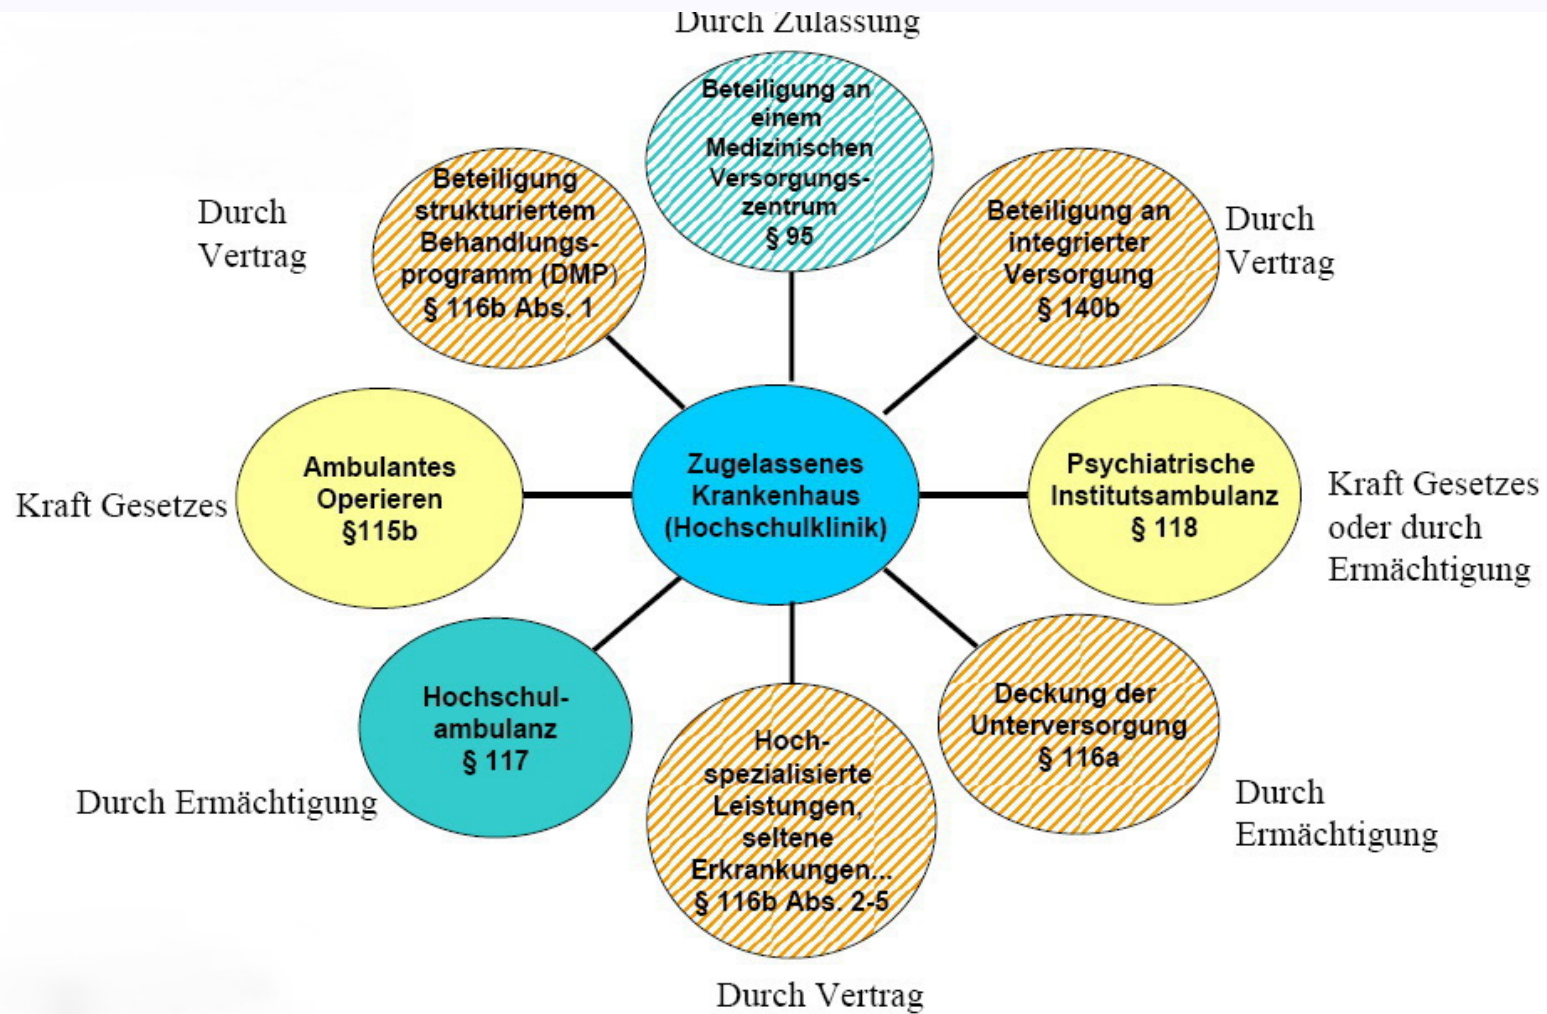 Durch Zulassung
Beteiligung an
einem
Medizinischen
Versorgungs-
zentrum
§ 95
Durch
Vertrag
Beteiligung
strukturiertem
Behandlungs-
programm (DMP)
§ 116b Abs. 1
Beteiligung an
integrierter
Versorgung
§ 140b
Durch
Vertrag
Kraft Gesetzes
Ambulantes
Operieren
§115b
Zugelassenes
Krankenhaus
(Hochschulklinik)
Psychiatrische
Institutsambulanz
§ 118
Kraft Gesetzes
oder durch
Ermächtigung
Hochschul-
ambulanz
§ 117
Durch Ermächtigung
Hoch-
spezialisierte
Leistungen,
seltene
Erkrankungen...
§ 116b Abs. 2-5
Durch Vertrag
Deckung der
Unterversorgung
§ 116a
Durch
Ermächtigung